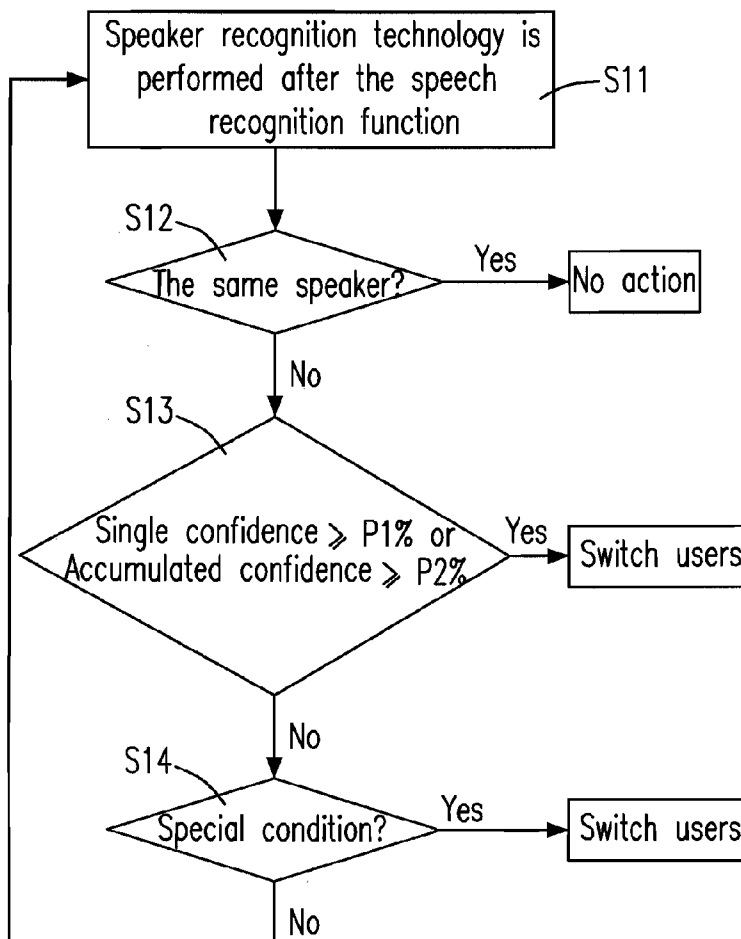 Speaker recognition technology is
performed after the speech
recognition function
S11
S12
The same speaker?
Yes
No action
No
S13
Single confidence ⩾ P1% or
Accumulated confidence ⩾ P2%
Yes
Switch users
No
S14
Special condition?
Yes
Switch users
No